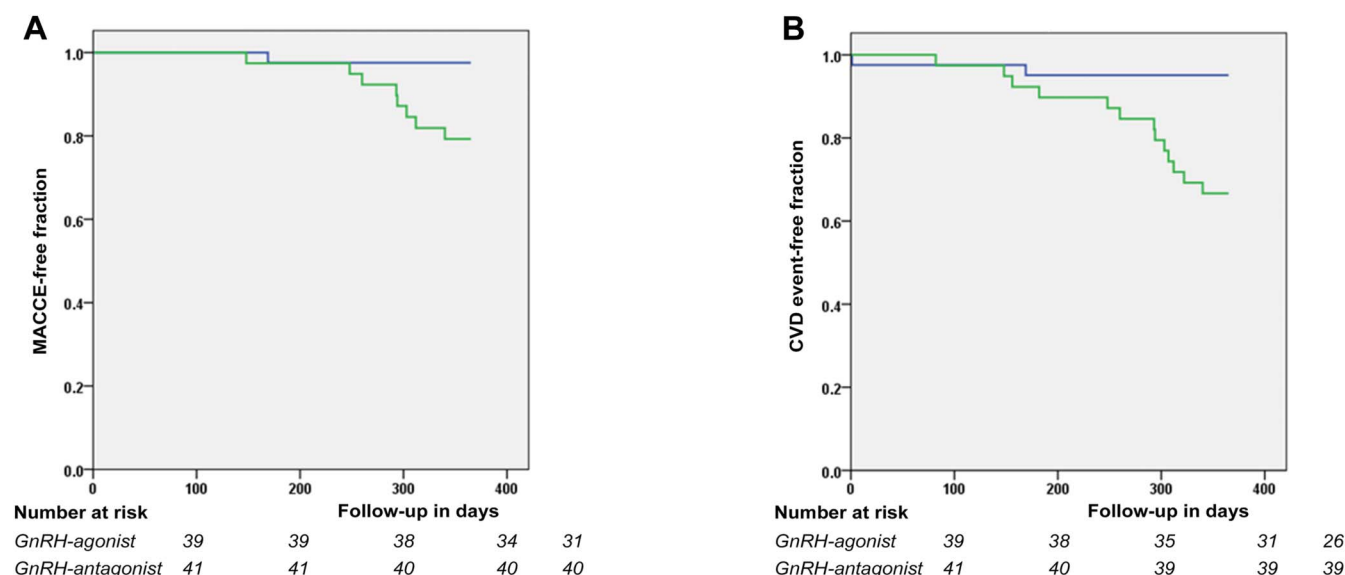 A
1.0
0.8
0.6
0.4
0.2
0.0
MACCE-free fraction
0 100 200 300 400
Number at risk Follow-up in days
GnRH-agonist 39 39 38 34 31
GnRH-antagonist 41 41 40 40 40
B
1.0
0.8
0.6
0.4
0.2
0.0
CVD event-free fraction
0 100 200 300 400
Number at risk Follow-up in days
GnRH-agonist 39 38 35 31 26
GnRH-antagonist 41 40 39 39 39